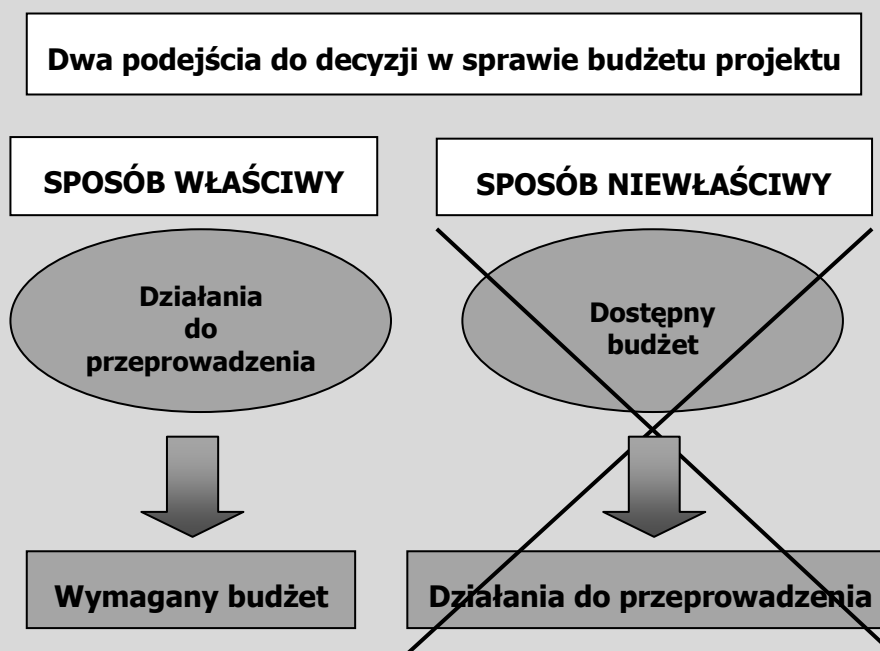 Dwa podejścia do decyzji w sprawie budżetu projektu
SPOSÓB WŁAŚCIWY
Działania
do
przeprowadzenia
Wymagany budżet
SPOSÓB NIEWŁAŚCIWY
Dostępny
budżet
Działania do przeprowadzenia